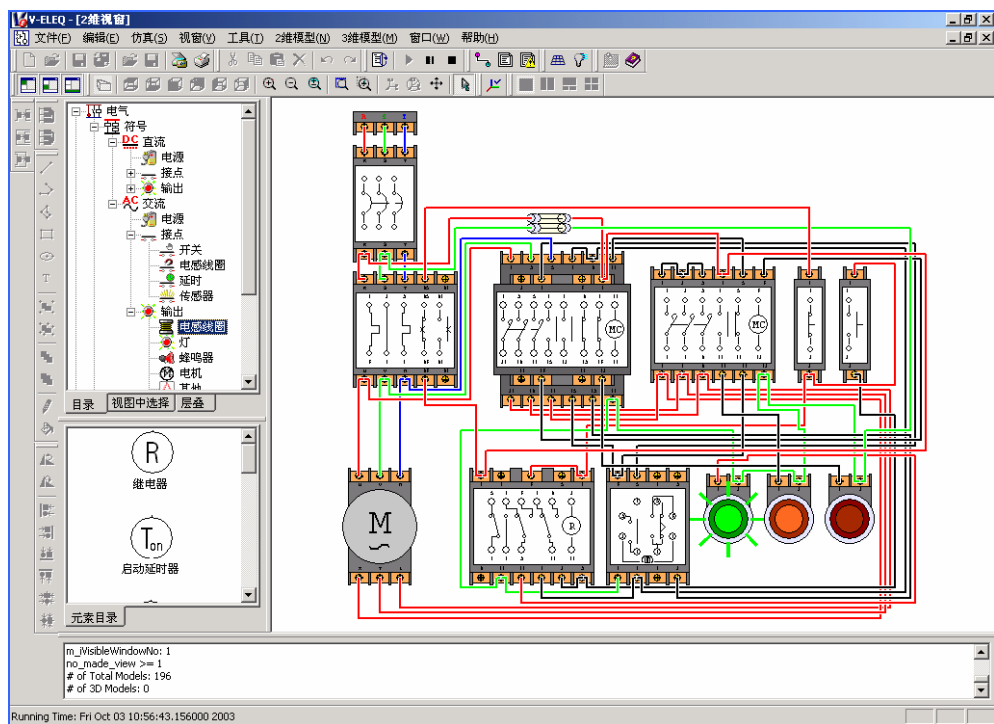 V-ELEQ - [2维视窗]
文件(F) 编辑(E) 仿真(S) 视窗(V) 工具(T) 2维模型(N) 3维模型(M) 窗口(W) 帮助(H)
电气
符号
DC 直流
电源
接点
输出
AC 交流
电源
接点
开关
电感线圈
延时
传感器
输出
电感线圈
灯
蜂鸣器
M 电机
其他
目录 视图中选择 层叠
R
继电器
Ton
启动延时器
元素目录
MC
MC
M
R
m_iVisibleWindowNo: 1
no_made_view >= 1
# of Total Models: 196
# of 3D Models: 0
Running Time: Fri Oct 03 10:56:43.156000 2003